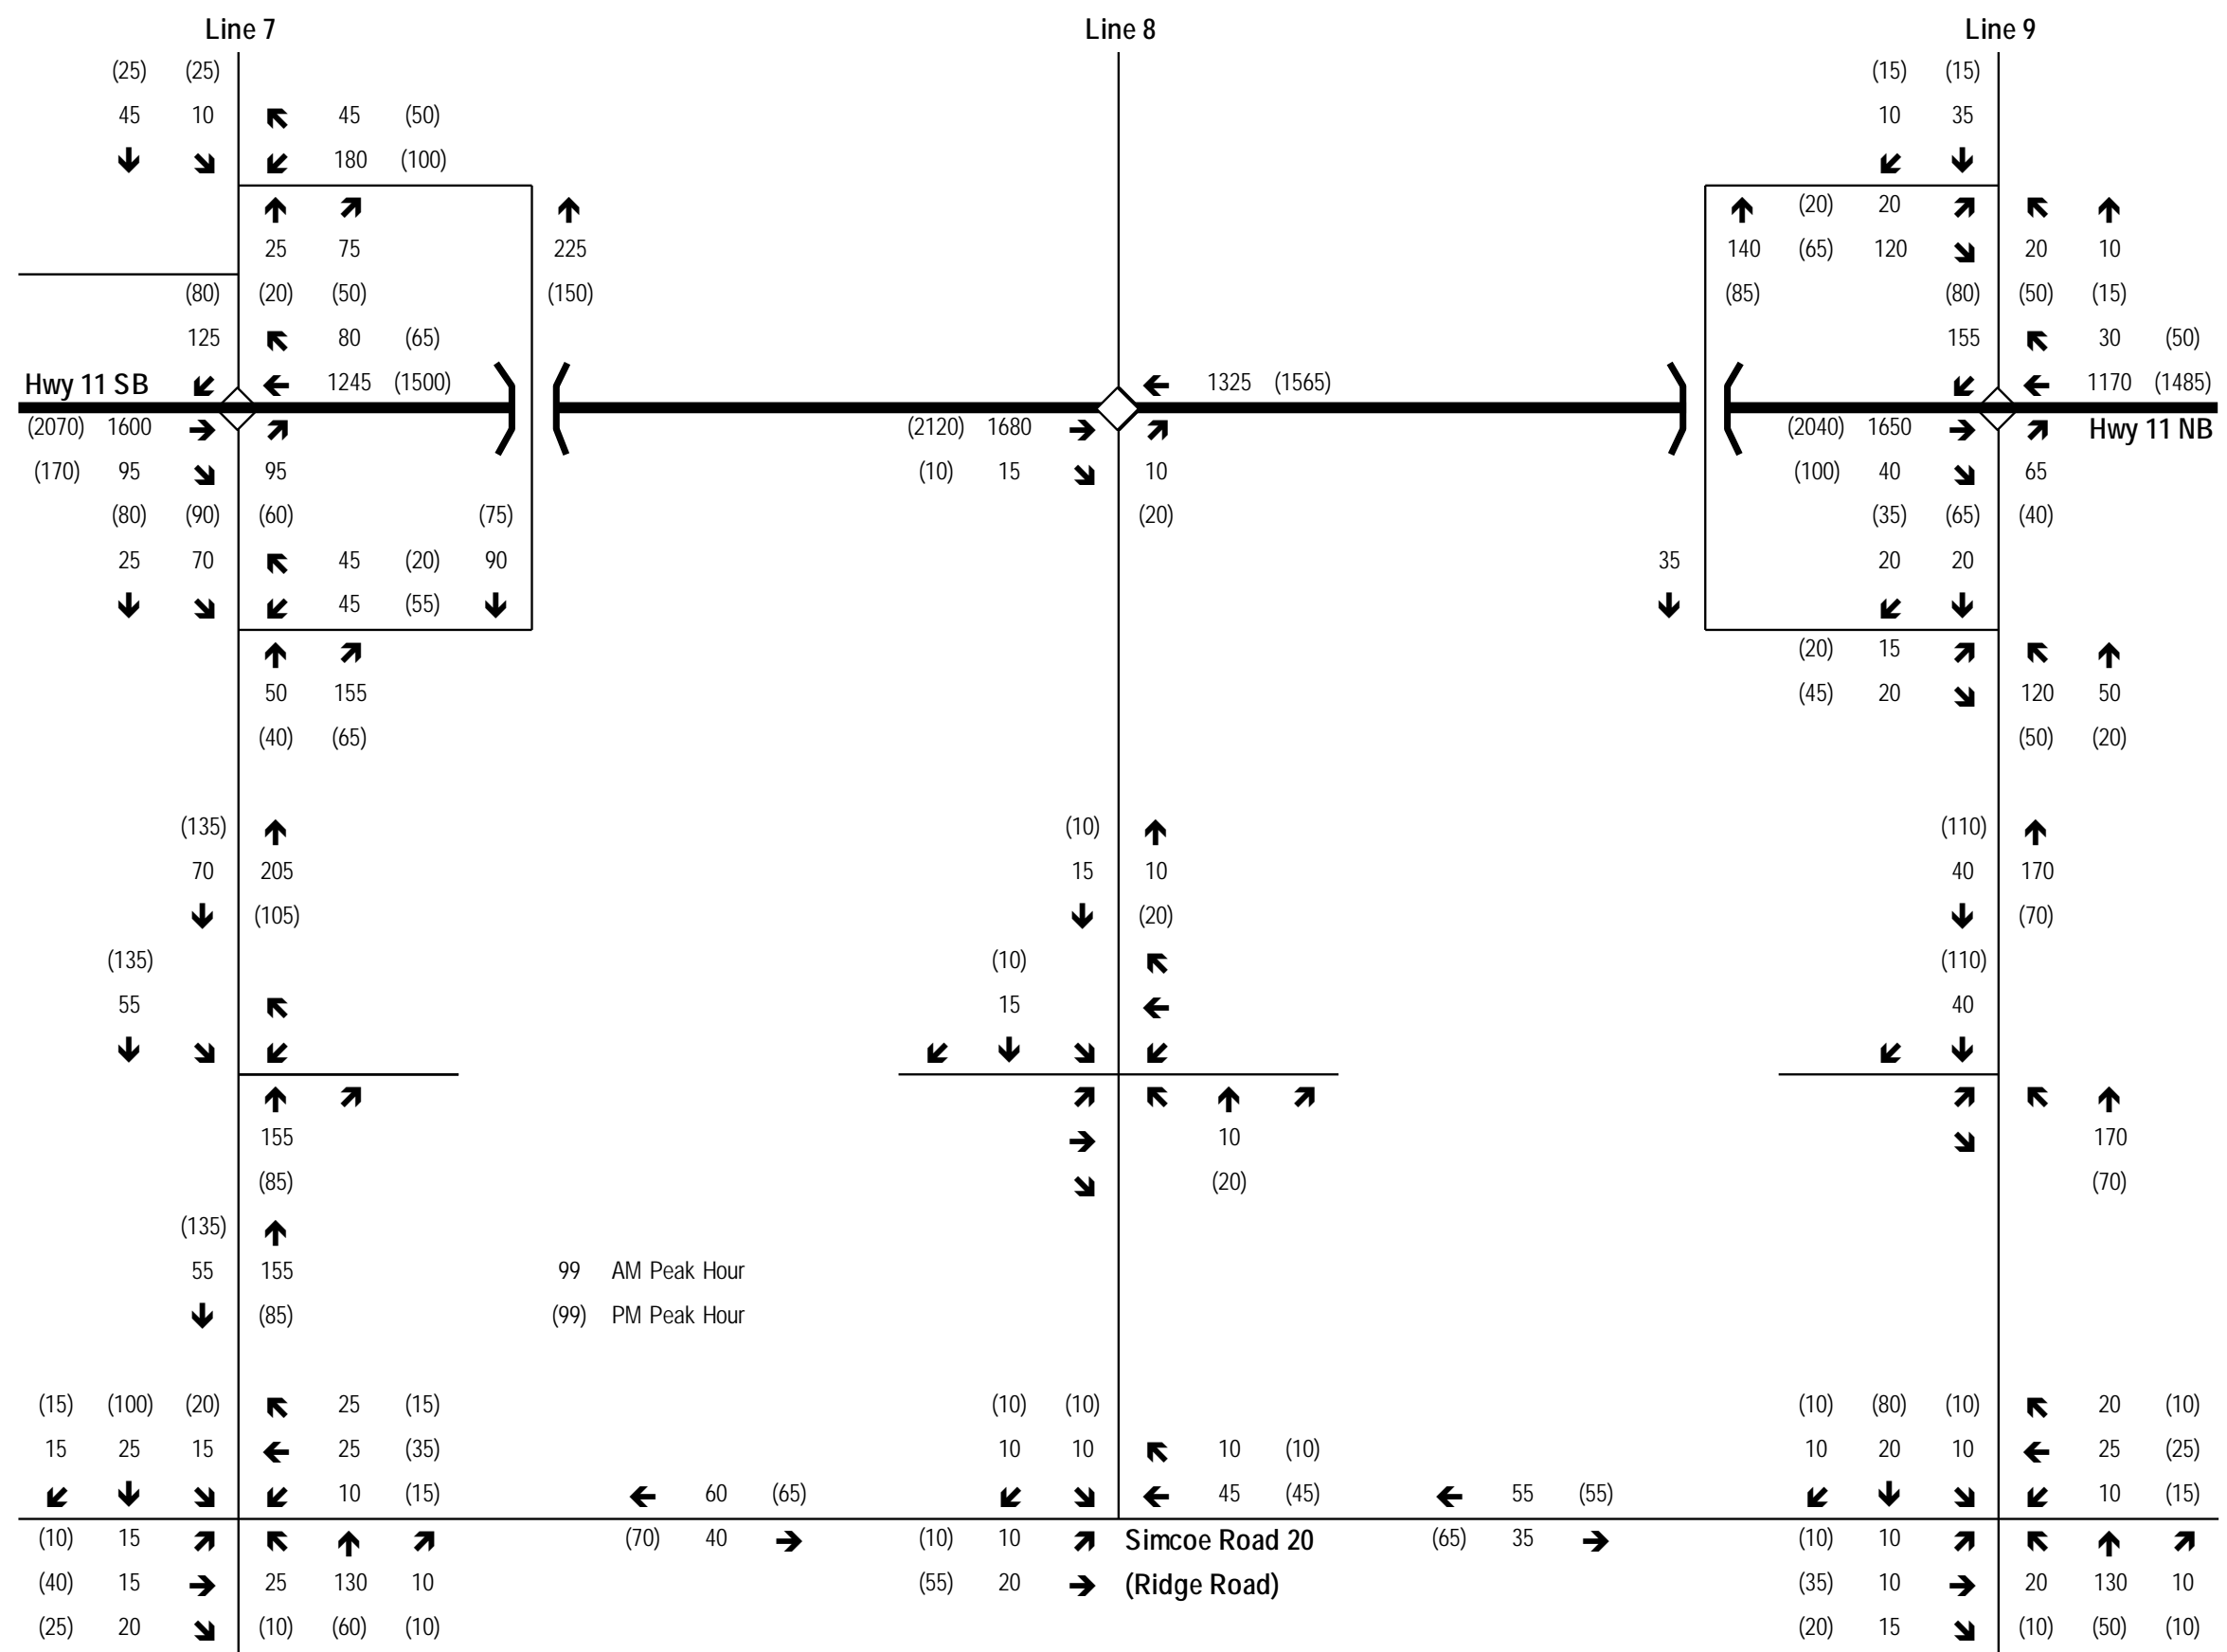 Line 7 Line 8 Line 9
(25) (25) (15) (15)
45 10 45 (50) 10 35
180 (100)
(20) 20
25 75 225 140 (65) 120 20 10
(80) (20) (50) (150) (85) (80) (50) (15)
125 80 (65) 155 30 (50)
Hwy 11 SB 1245 (1500) 1325 (1565) 1170 (1485)
(2070) 1600 (2120) 1680 (2040) 1650 Hwy 11 NB
(170) 95 95 (10) 15 10 (100) 40 65
(80) (90) (60) (75) (20) (35) (65) (40)
25 70 45 (20) 90 35 20 20
45 (55)
(20) 15
50 155 (45) 20 120 50
(40) (65) (50) (20)
(135) (10) (110)
70 205 15 10 40 170
(105) (20) (70)
(135) (10) (110)
55 15 40
155 10 170
(85) (20) (70)
(135)
55 155 99 AM Peak Hour
(85) (99) PM Peak Hour
(15) (100) (20) 25 (15) (10) (10) (10) (80) (10) 20 (10)
15 25 15 25 (35) 10 10 10 (10) 10 20 10 25 (25)
10 (15) 60 (65) 45 (45) 55 (55) 10 (15)
(10) 15 (70) 40 (10) 10 Simcoe Road 20 (65) 35 (10) 10
(40) 15 25 130 10 (55) 20 (Ridge Road) (35) 10 20 130 10
(25) 20 (10) (60) (10) (20) 15 (10) (50) (10)